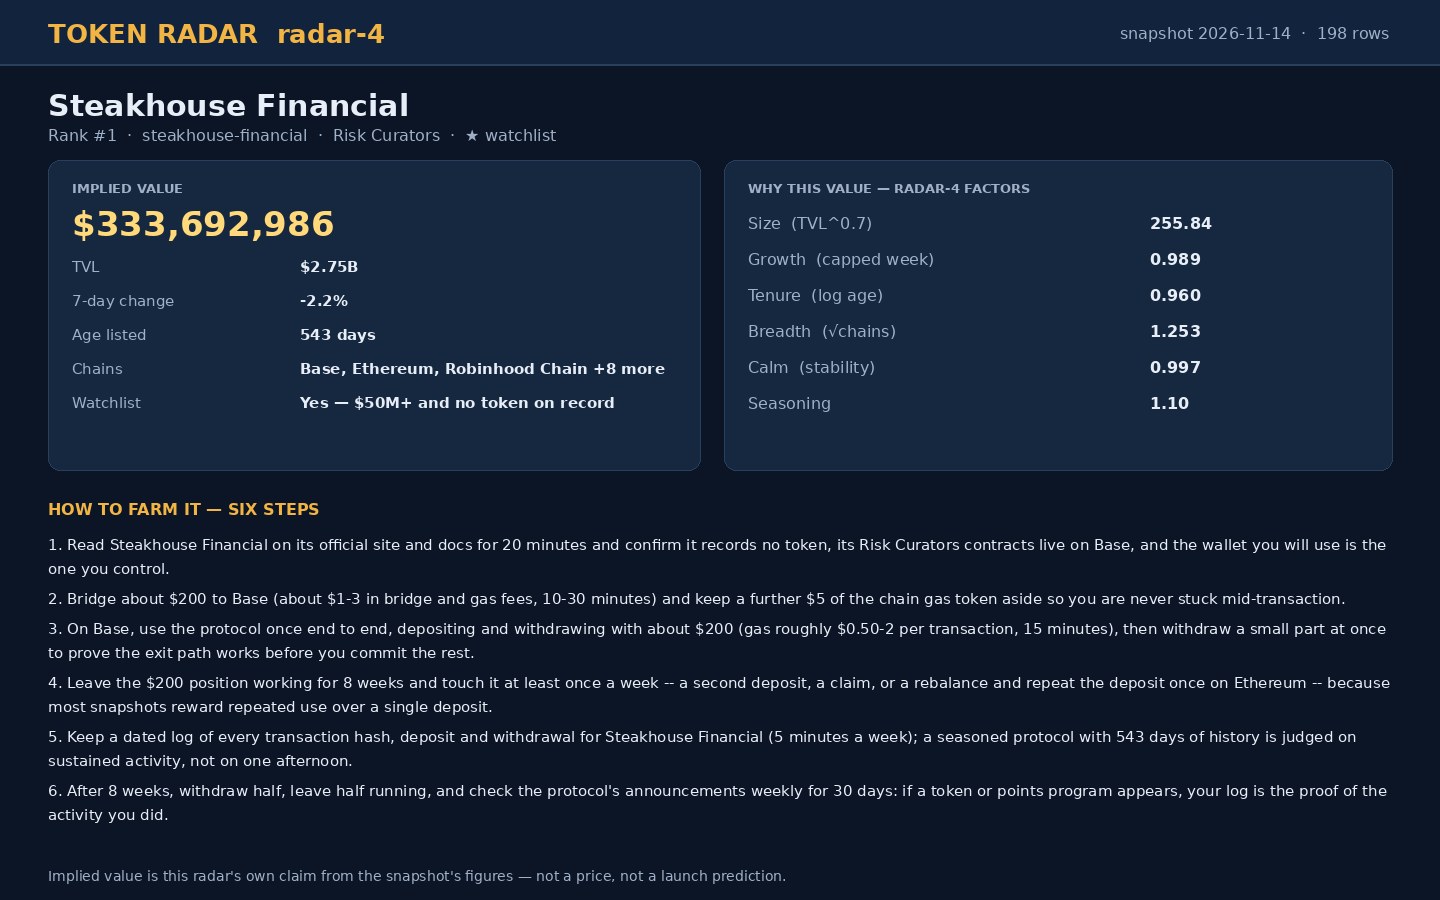 TOKEN RADAR radar-4
snapshot 2026-11-14 · 198 rows
Steakhouse Financial
Rank #1 · steakhouse-financial · Risk Curators · ★ watchlist
IMPLIED VALUE
$333,692,986
TVL $2.75B
7-day change -2.2%
Age listed 543 days
Chains Base, Ethereum, Robinhood Chain +8 more
Watchlist Yes — $50M+ and no token on record
WHY THIS VALUE — RADAR-4 FACTORS
Size (TVL^0.7) 255.84
Growth (capped week) 0.989
Tenure (log age) 0.960
Breadth (√chains) 1.253
Calm (stability) 0.997
Seasoning 1.10
HOW TO FARM IT — SIX STEPS
1. Read Steakhouse Financial on its official site and docs for 20 minutes and confirm it records no token, its Risk Curators contracts live on Base, and the wallet you will use is the
one you control.
2. Bridge about $200 to Base (about $1-3 in bridge and gas fees, 10-30 minutes) and keep a further $5 of the chain gas token aside so you are never stuck mid-transaction.
3. On Base, use the protocol once end to end, depositing and withdrawing with about $200 (gas roughly $0.50-2 per transaction, 15 minutes), then withdraw a small part at once
to prove the exit path works before you commit the rest.
4. Leave the $200 position working for 8 weeks and touch it at least once a week -- a second deposit, a claim, or a rebalance and repeat the deposit once on Ethereum -- because
most snapshots reward repeated use over a single deposit.
5. Keep a dated log of every transaction hash, deposit and withdrawal for Steakhouse Financial (5 minutes a week); a seasoned protocol with 543 days of history is judged on
sustained activity, not on one afternoon.
6. After 8 weeks, withdraw half, leave half running, and check the protocol's announcements weekly for 30 days: if a token or points program appears, your log is the proof of the
activity you did.
Implied value is this radar's own claim from the snapshot's figures — not a price, not a launch prediction.